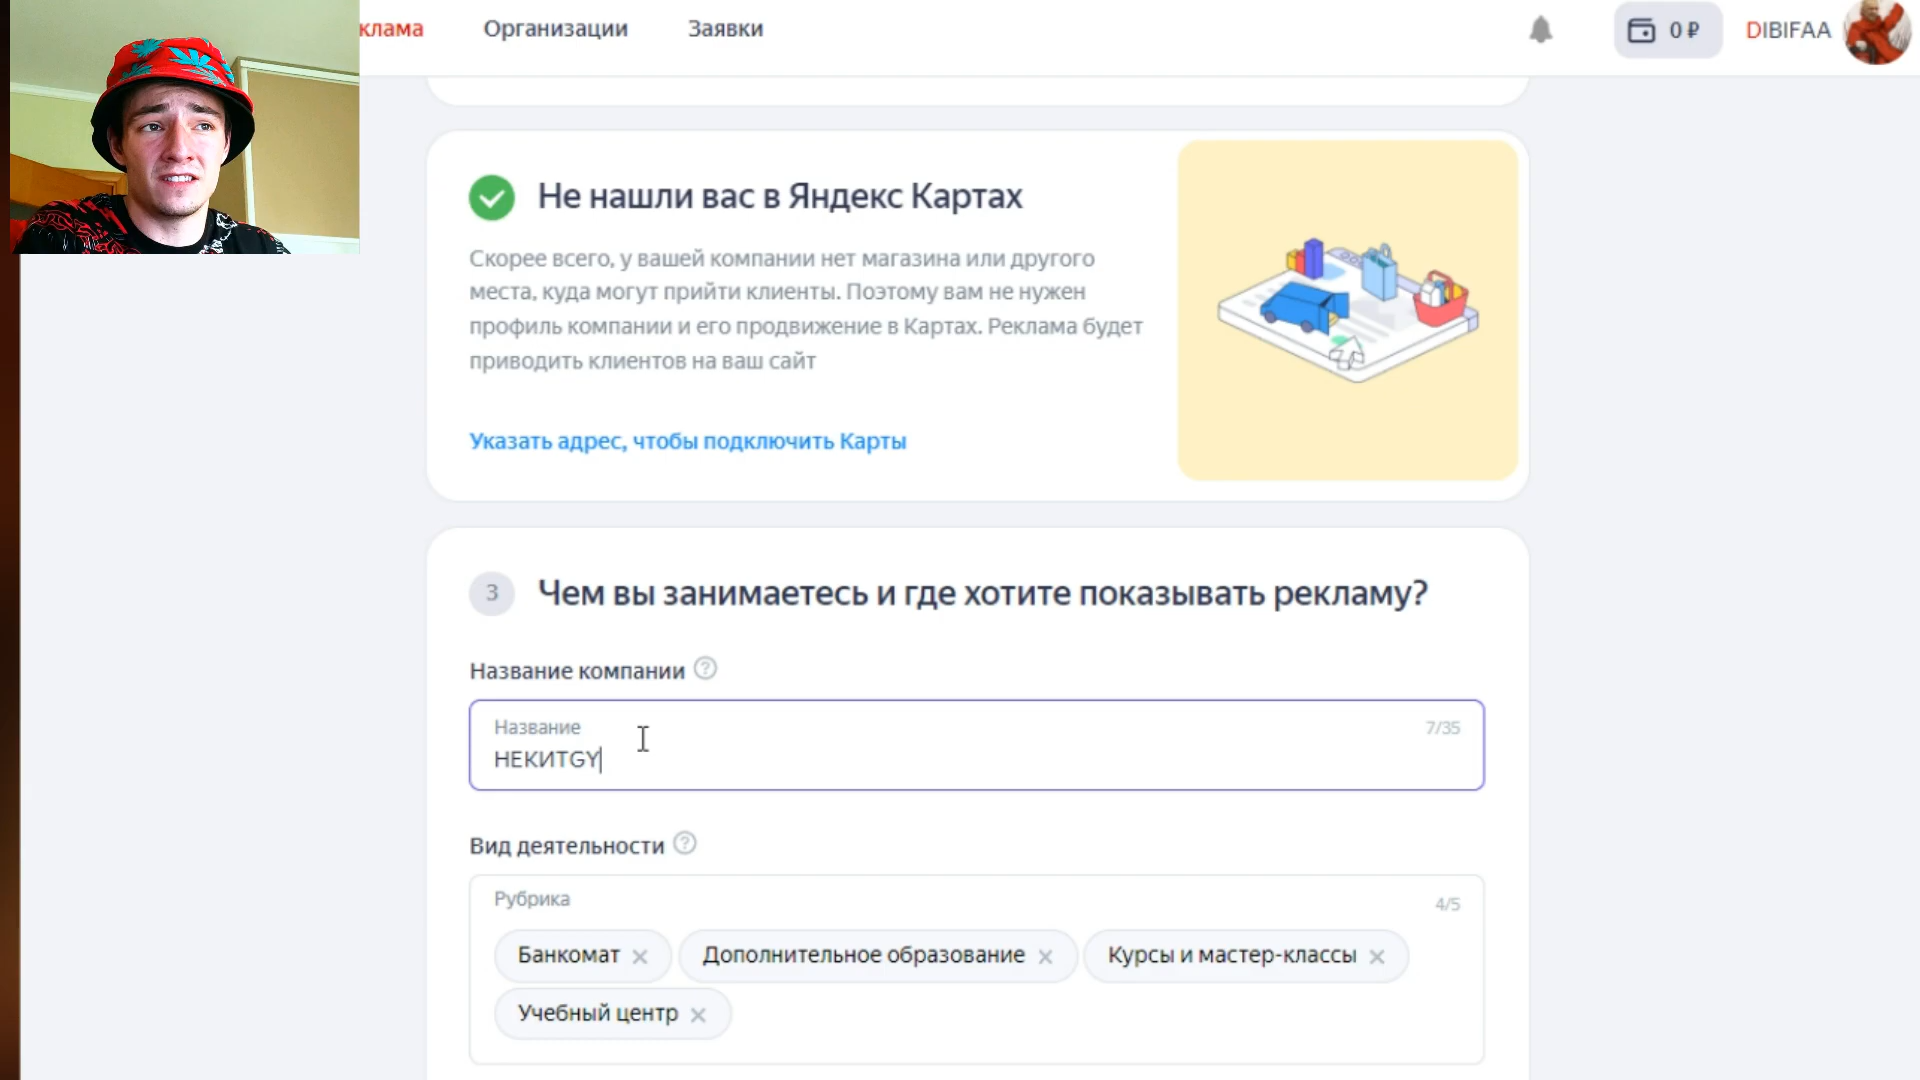 клама Организации Заявки 0 ₽ DIBIFAA
Не нашли вас в Яндекс Картах
Скорее всего, у вашей компании нет магазина или другого
места, куда могут прийти клиенты. Поэтому вам не нужен
профиль компании и его продвижение в Картах. Реклама будет
приводить клиентов на ваш сайт
Указать адрес, чтобы подключить Карты
3 Чем вы занимаетесь и где хотите показывать рекламу?
Название компании ?
Название 7/35
НЕКИТGY
Вид деятельности ?
Рубрика 4/5
Банкомат × Дополнительное образование × Курсы и мастер-классы ×
Учебный центр ×